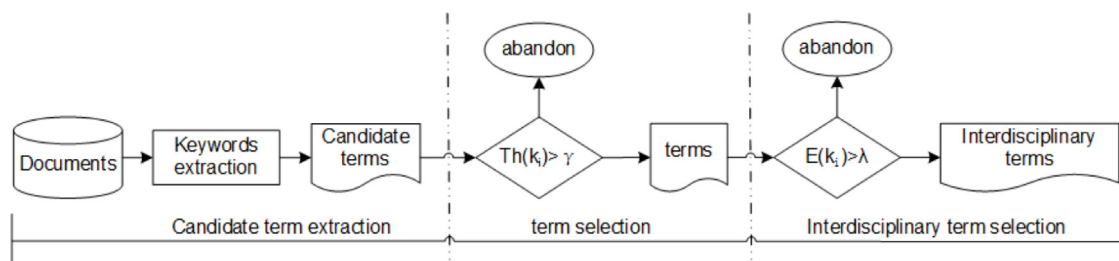 abandon
abandon
Documents
Keywords
extraction
Candidate
terms
Th(kᵢ)> γ
terms
E(kᵢ)>λ
Interdisciplinary
terms
Candidate term extraction
term selection
Interdisciplinary term selection